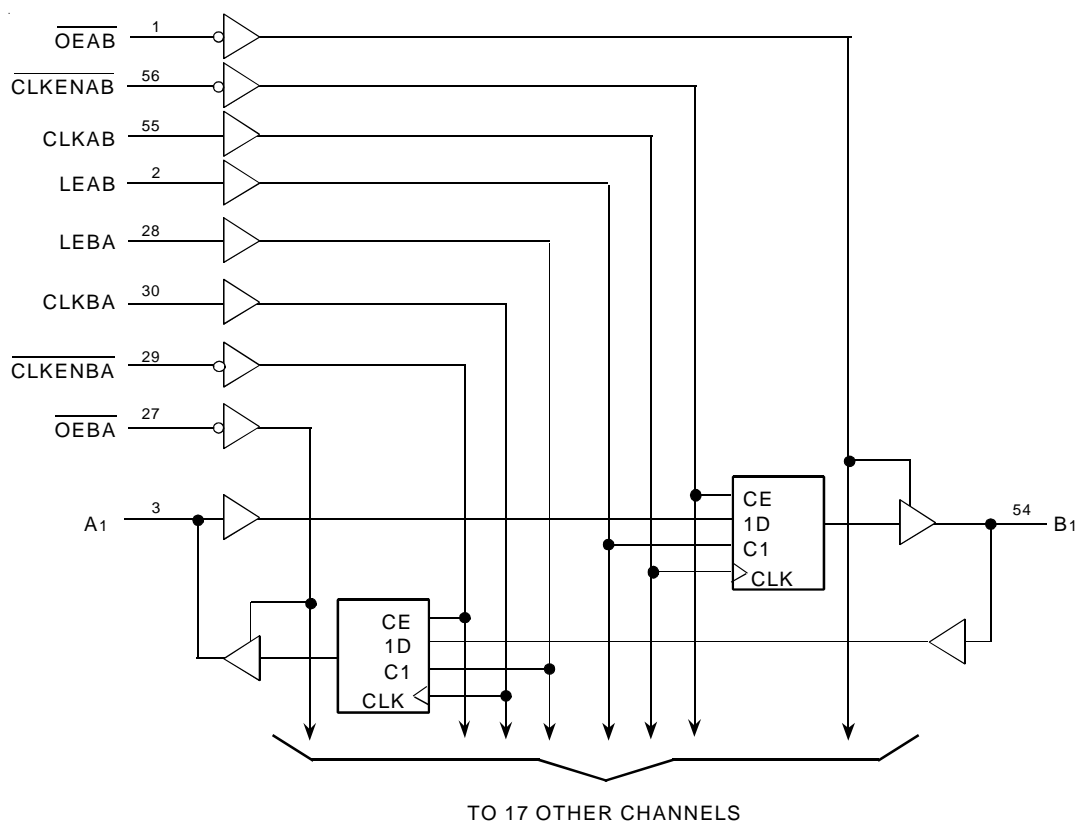 OEAB 1
CLKENAB 56
CLKAB 55
LEAB 2
LEBA 28
CLKBA 30
CLKENBA 29
OEBA 27
A1 3
CE
1D
C1
CLK
54 B1
CE
1D
C1
CLK
TO 17 OTHER CHANNELS